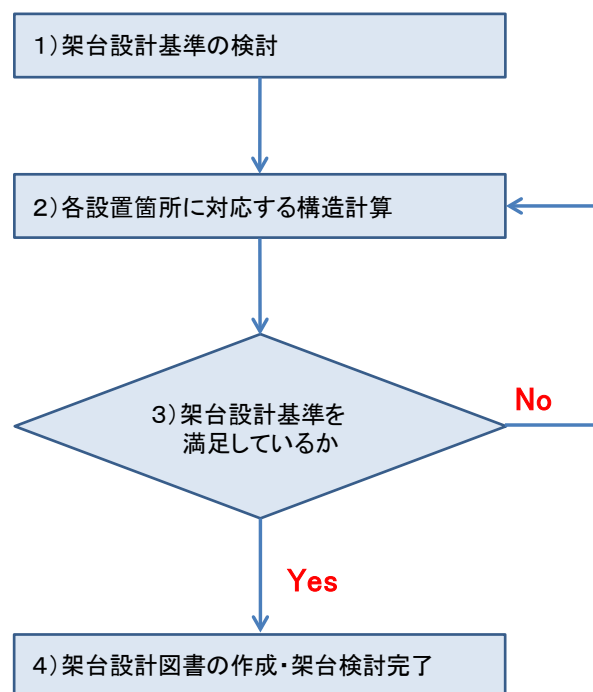 1)架台設計基準の検討
2)各設置箇所に対応する構造計算
3)架台設計基準を
満足しているか
No
Yes
4)架台設計図書の作成・架台検討完了